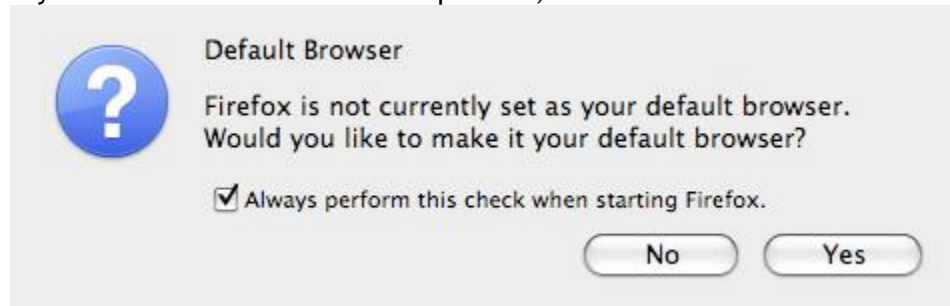 Default Browser
Firefox is not currently set as your default browser.
Would you like to make it your default browser?
Always perform this check when starting Firefox.
No Yes